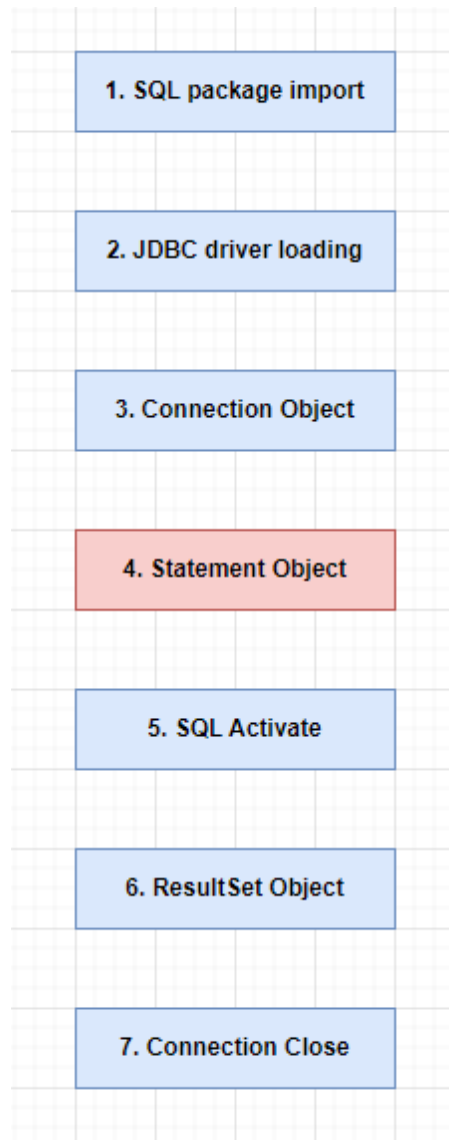 1. SQL package import
2. JDBC driver loading
3. Connection Object
4. Statement Object
5. SQL Activate
6. ResultSet Object
7. Connection Close